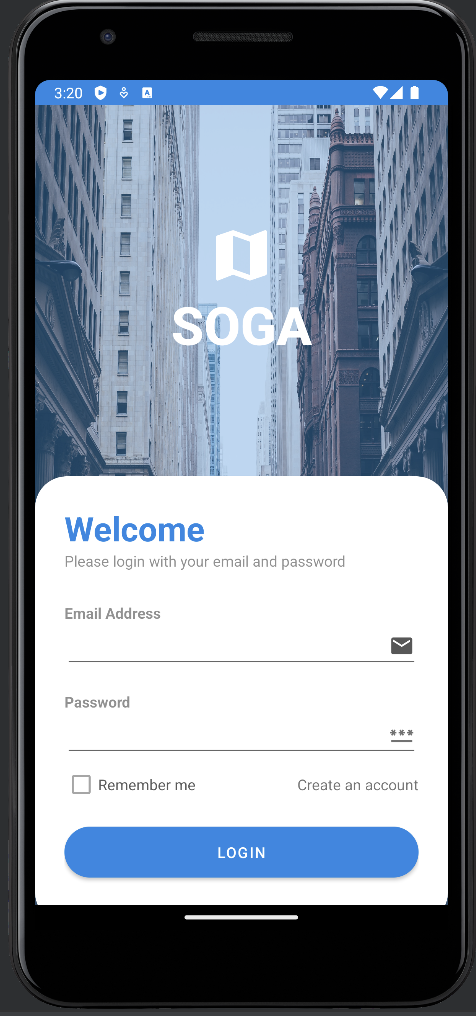 3:20
SOGA
Welcome
Please login with your email and password
Email Address
Password
***
Remember me
Create an account
LOGIN